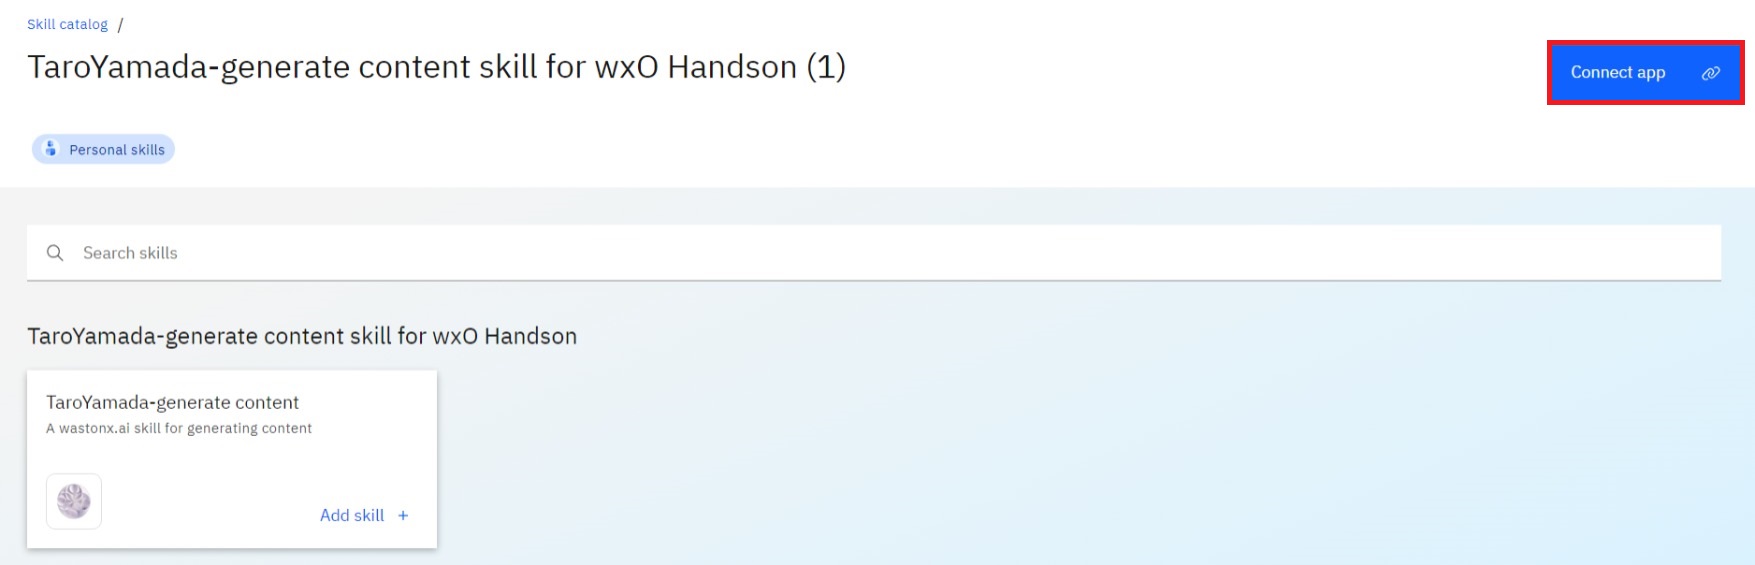 Skill catalog /
TaroYamada-generate content skill for wxO Handson (1)
Connect app
Personal skills
Search skills
TaroYamada-generate content skill for wxO Handson
TaroYamada-generate content
A wastonx.ai skill for generating content
Add skill +